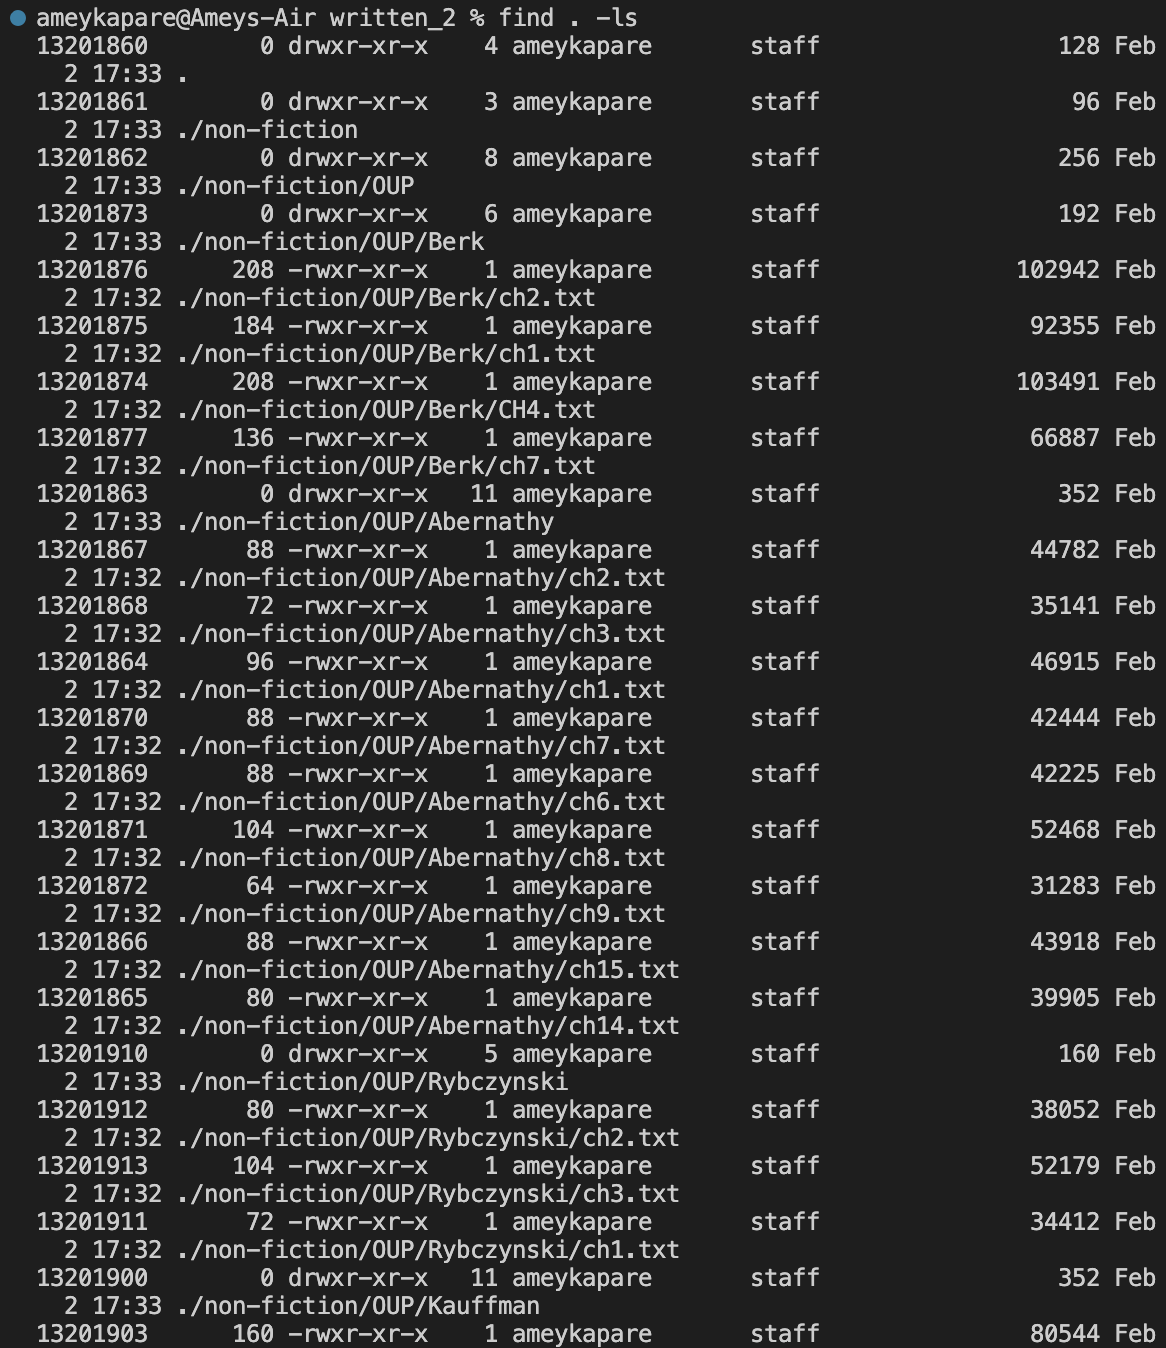 ameykapare@Ameys-Air written_2 % find . -ls
13201860        0 drwxr-xr-x    4 ameykapare       staff                 128 Feb
  2 17:33 .
13201861        0 drwxr-xr-x    3 ameykapare       staff                  96 Feb
  2 17:33 ./non-fiction
13201862        0 drwxr-xr-x    8 ameykapare       staff                 256 Feb
  2 17:33 ./non-fiction/OUP
13201873        0 drwxr-xr-x    6 ameykapare       staff                 192 Feb
  2 17:33 ./non-fiction/OUP/Berk
13201876      208 -rwxr-xr-x    1 ameykapare       staff              102942 Feb
  2 17:32 ./non-fiction/OUP/Berk/ch2.txt
13201875      184 -rwxr-xr-x    1 ameykapare       staff               92355 Feb
  2 17:32 ./non-fiction/OUP/Berk/ch1.txt
13201874      208 -rwxr-xr-x    1 ameykapare       staff              103491 Feb
  2 17:32 ./non-fiction/OUP/Berk/CH4.txt
13201877      136 -rwxr-xr-x    1 ameykapare       staff               66887 Feb
  2 17:32 ./non-fiction/OUP/Berk/ch7.txt
13201863        0 drwxr-xr-x   11 ameykapare       staff                 352 Feb
  2 17:33 ./non-fiction/OUP/Abernathy
13201867       88 -rwxr-xr-x    1 ameykapare       staff               44782 Feb
  2 17:32 ./non-fiction/OUP/Abernathy/ch2.txt
13201868       72 -rwxr-xr-x    1 ameykapare       staff               35141 Feb
  2 17:32 ./non-fiction/OUP/Abernathy/ch3.txt
13201864       96 -rwxr-xr-x    1 ameykapare       staff               46915 Feb
  2 17:32 ./non-fiction/OUP/Abernathy/ch1.txt
13201870       88 -rwxr-xr-x    1 ameykapare       staff               42444 Feb
  2 17:32 ./non-fiction/OUP/Abernathy/ch7.txt
13201869       88 -rwxr-xr-x    1 ameykapare       staff               42225 Feb
  2 17:32 ./non-fiction/OUP/Abernathy/ch6.txt
13201871      104 -rwxr-xr-x    1 ameykapare       staff               52468 Feb
  2 17:32 ./non-fiction/OUP/Abernathy/ch8.txt
13201872       64 -rwxr-xr-x    1 ameykapare       staff               31283 Feb
  2 17:32 ./non-fiction/OUP/Abernathy/ch9.txt
13201866       88 -rwxr-xr-x    1 ameykapare       staff               43918 Feb
  2 17:32 ./non-fiction/OUP/Abernathy/ch15.txt
13201865       80 -rwxr-xr-x    1 ameykapare       staff               39905 Feb
  2 17:32 ./non-fiction/OUP/Abernathy/ch14.txt
13201910        0 drwxr-xr-x    5 ameykapare       staff                 160 Feb
  2 17:33 ./non-fiction/OUP/Rybczynski
13201912       80 -rwxr-xr-x    1 ameykapare       staff               38052 Feb
  2 17:32 ./non-fiction/OUP/Rybczynski/ch2.txt
13201913      104 -rwxr-xr-x    1 ameykapare       staff               52179 Feb
  2 17:32 ./non-fiction/OUP/Rybczynski/ch3.txt
13201911       72 -rwxr-xr-x    1 ameykapare       staff               34412 Feb
  2 17:32 ./non-fiction/OUP/Rybczynski/ch1.txt
13201900        0 drwxr-xr-x   11 ameykapare       staff                 352 Feb
  2 17:33 ./non-fiction/OUP/Kauffman
13201903      160 -rwxr-xr-x    1 ameykapare       staff               80544 Feb